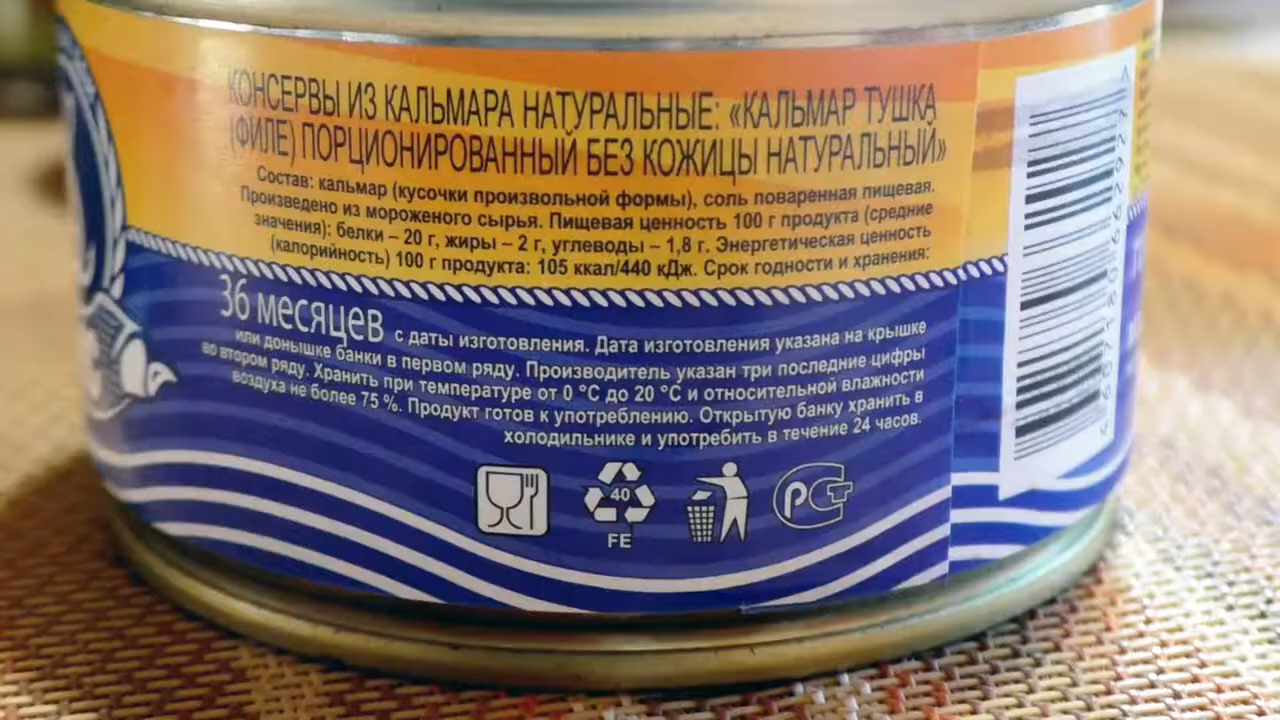 КОНСЕРВЫ ИЗ КАЛЬМАРА НАТУРАЛЬНЫЕ: «КАЛЬМАР ТУШКА
(ФИЛЕ) ПОРЦИОНИРОВАННЫЙ БЕЗ КОЖИЦЫ НАТУРАЛЬНЫЙ»
Состав: кальмар (кусочки произвольной формы), соль поваренная пищевая.
Произведено из мороженого сырья. Пищевая ценность 100 г продукта (средние
значения): белки – 20 г, жиры – 2 г, углеводы – 1,8 г. Энергетическая ценность
(калорийность) 100 г продукта: 105 ккал/440 кДж. Срок годности и хранения:
36 месяцев с даты изготовления. Дата изготовления указана на крышке
или донышке банки в первом ряду. Производитель указан три последние цифры
во втором ряду. Хранить при температуре от 0 °С до 20 °С и относительной влажности
воздуха не более 75 %. Продукт готов к употреблению. Открытую банку хранить в
холодильнике и употребить в течение 24 часов.
40
FE
РСТ